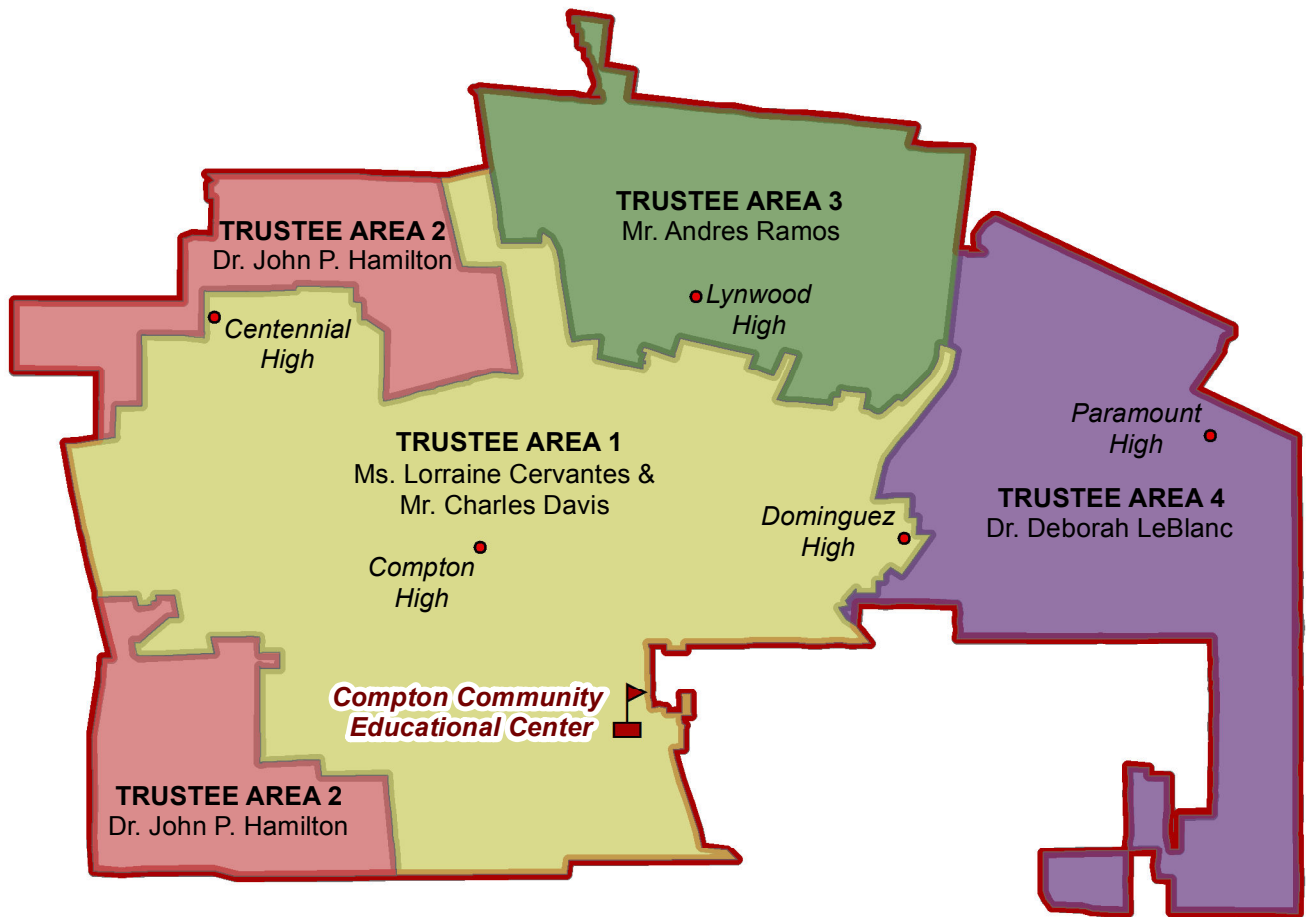 TRUSTEE AREA 3
Mr. Andres Ramos
TRUSTEE AREA 2
Dr. John P. Hamilton
Lynwood
High
Centennial
High
TRUSTEE AREA 1
Ms. Lorraine Cervantes &
Mr. Charles Davis
Paramount
High
TRUSTEE AREA 4
Dr. Deborah LeBlanc
Dominguez
High
Compton
High
Compton Community
Educational Center
TRUSTEE AREA 2
Dr. John P. Hamilton